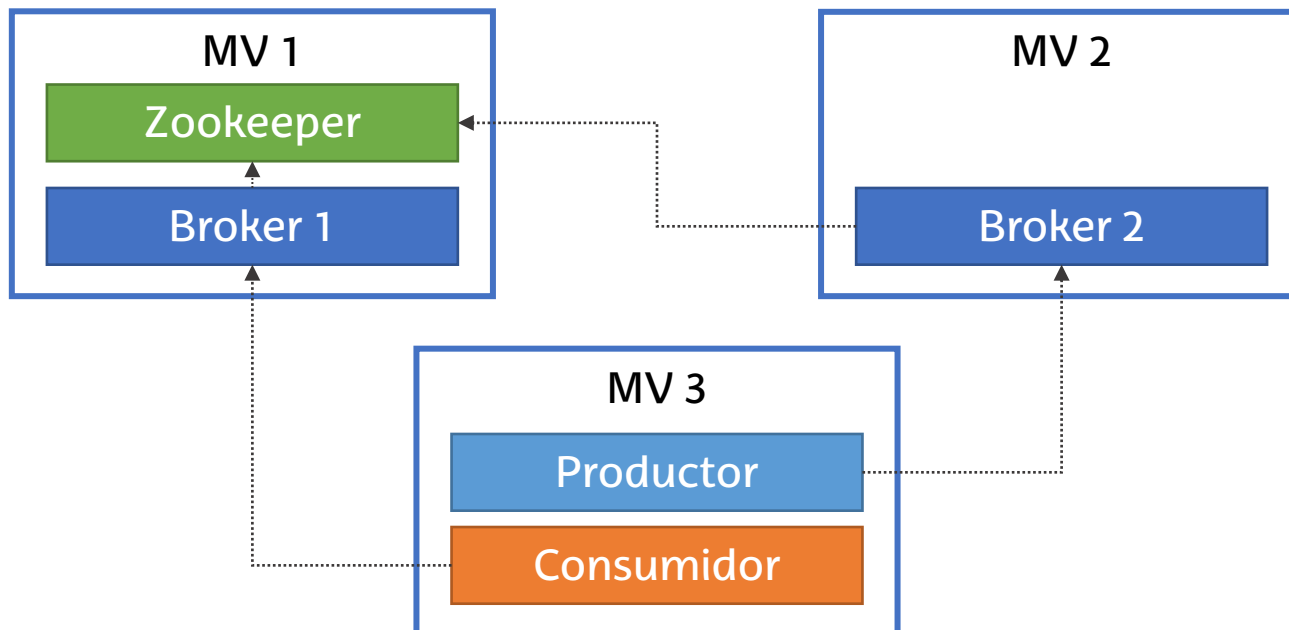 MV 1
Zookeeper
Broker 1
MV 2
Broker 2
MV 3
Productor
Consumidor